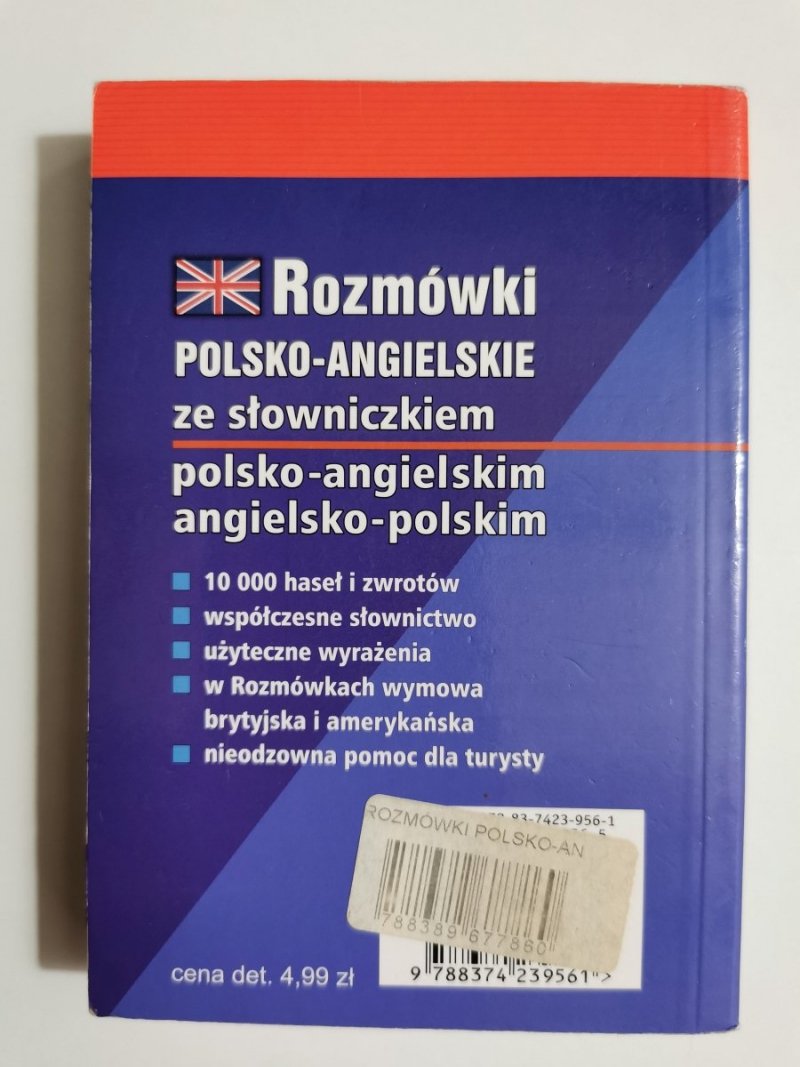 Rozmówki
POLSKO-ANGIELSKIE
ze słowniczkiem
polsko-angielskim
angielsko-polskim
10 000 haseł i zwrotów
współczesne słownictwo
użyteczne wyrażenia
w Rozmówkach wymowa
brytyjska i amerykańska
nieodzowna pomoc dla turysty
83-7423-956-1
ROZMÓWKI POLSKO-AN
788389 677860
9 788374 239561 >
cena det. 4,99 zł